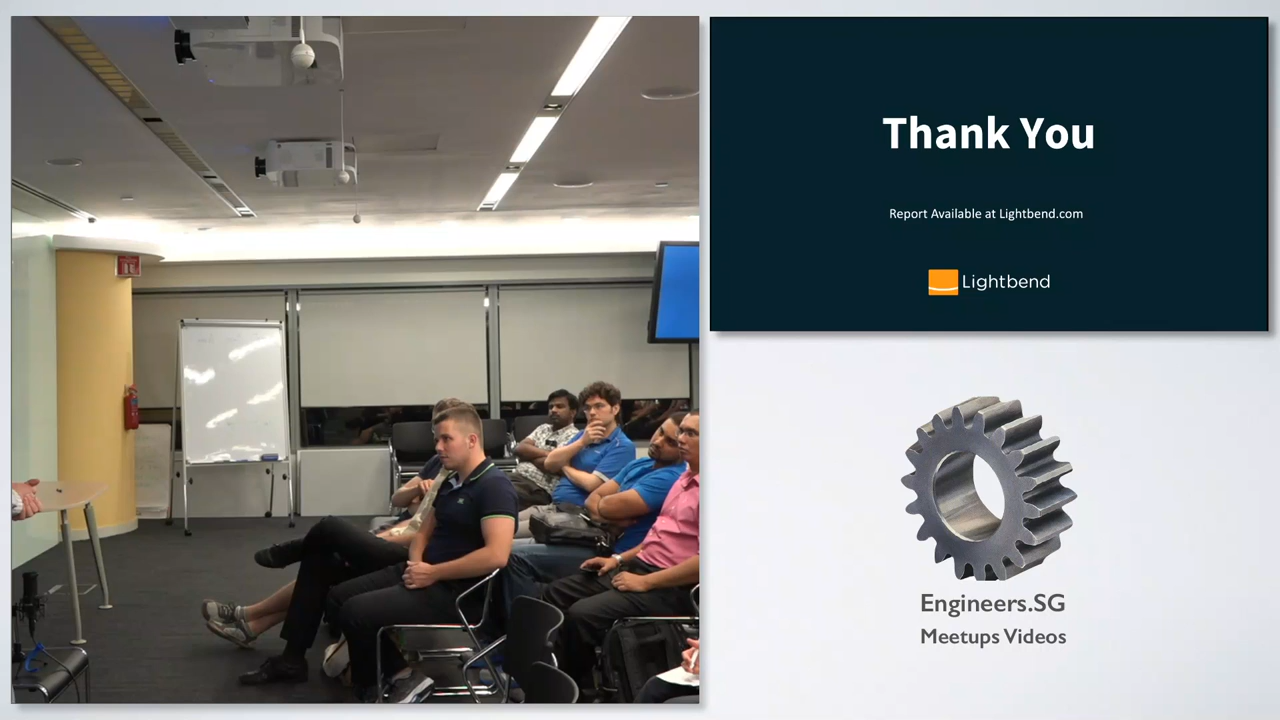 Thank You
Report Available at Lightbend.com
Lightbend
Engineers.SG
Meetups Videos